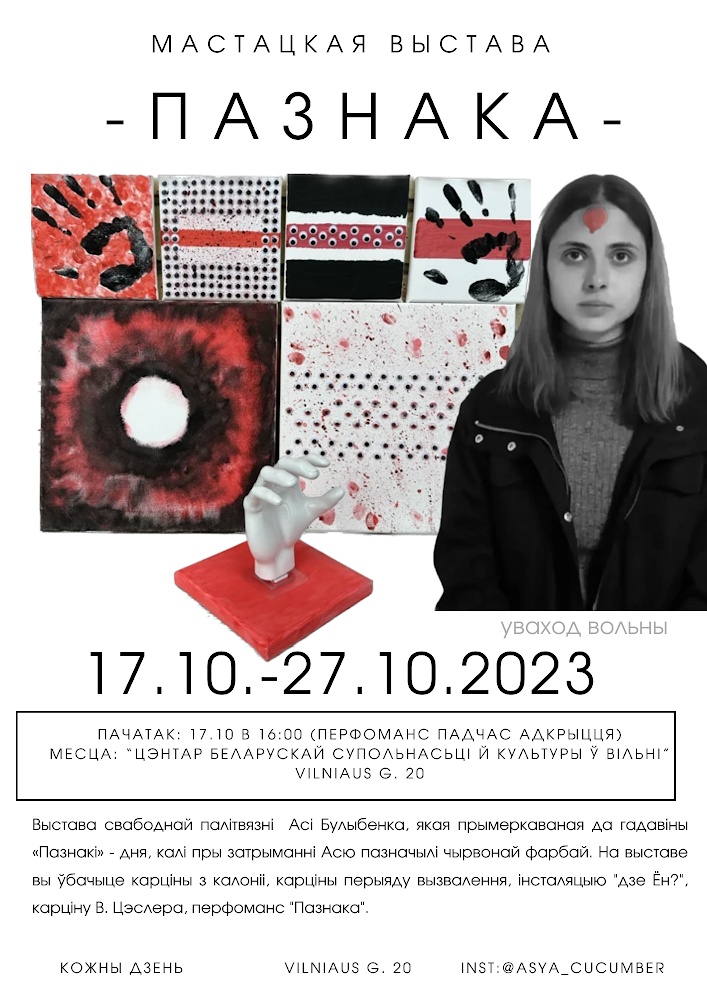 МАСТАЦКАЯ ВЫСТАВА
-ПАЗНАКА-
уваход вольны
17.10.-27.10.2023
ПАЧАТАК: 17.10 В 16:00 (ПЕРФОМАНС ПАДЧАС АДКРЫЦЦЯ)
МЕСЦА: "ЦЭНТАР БЕЛАРУСКАЙ СУПОЛЬНАСЬЦІ Й КУЛЬТУРЫ Ў ВІЛЬНІ"
VILNIAUS G. 20
Выстава свабоднай палітвязні Асі Булыбенка, якая прымеркаваная да гадавіны
«Пазнакі» - дня, калі пры затрыманні Асю пазначылі чырвонай фарбай. На выставе
вы ўбачыце карціны з калоніі, карціны перыяду вызвалення, інсталяцыю "дзе Ён?",
карціну В. Цэслера, перфоманс "Пазнака".
КОЖНЫ ДЗЕНЬ VILNIAUS G. 20 INST:@ASYA_CUCUMBER